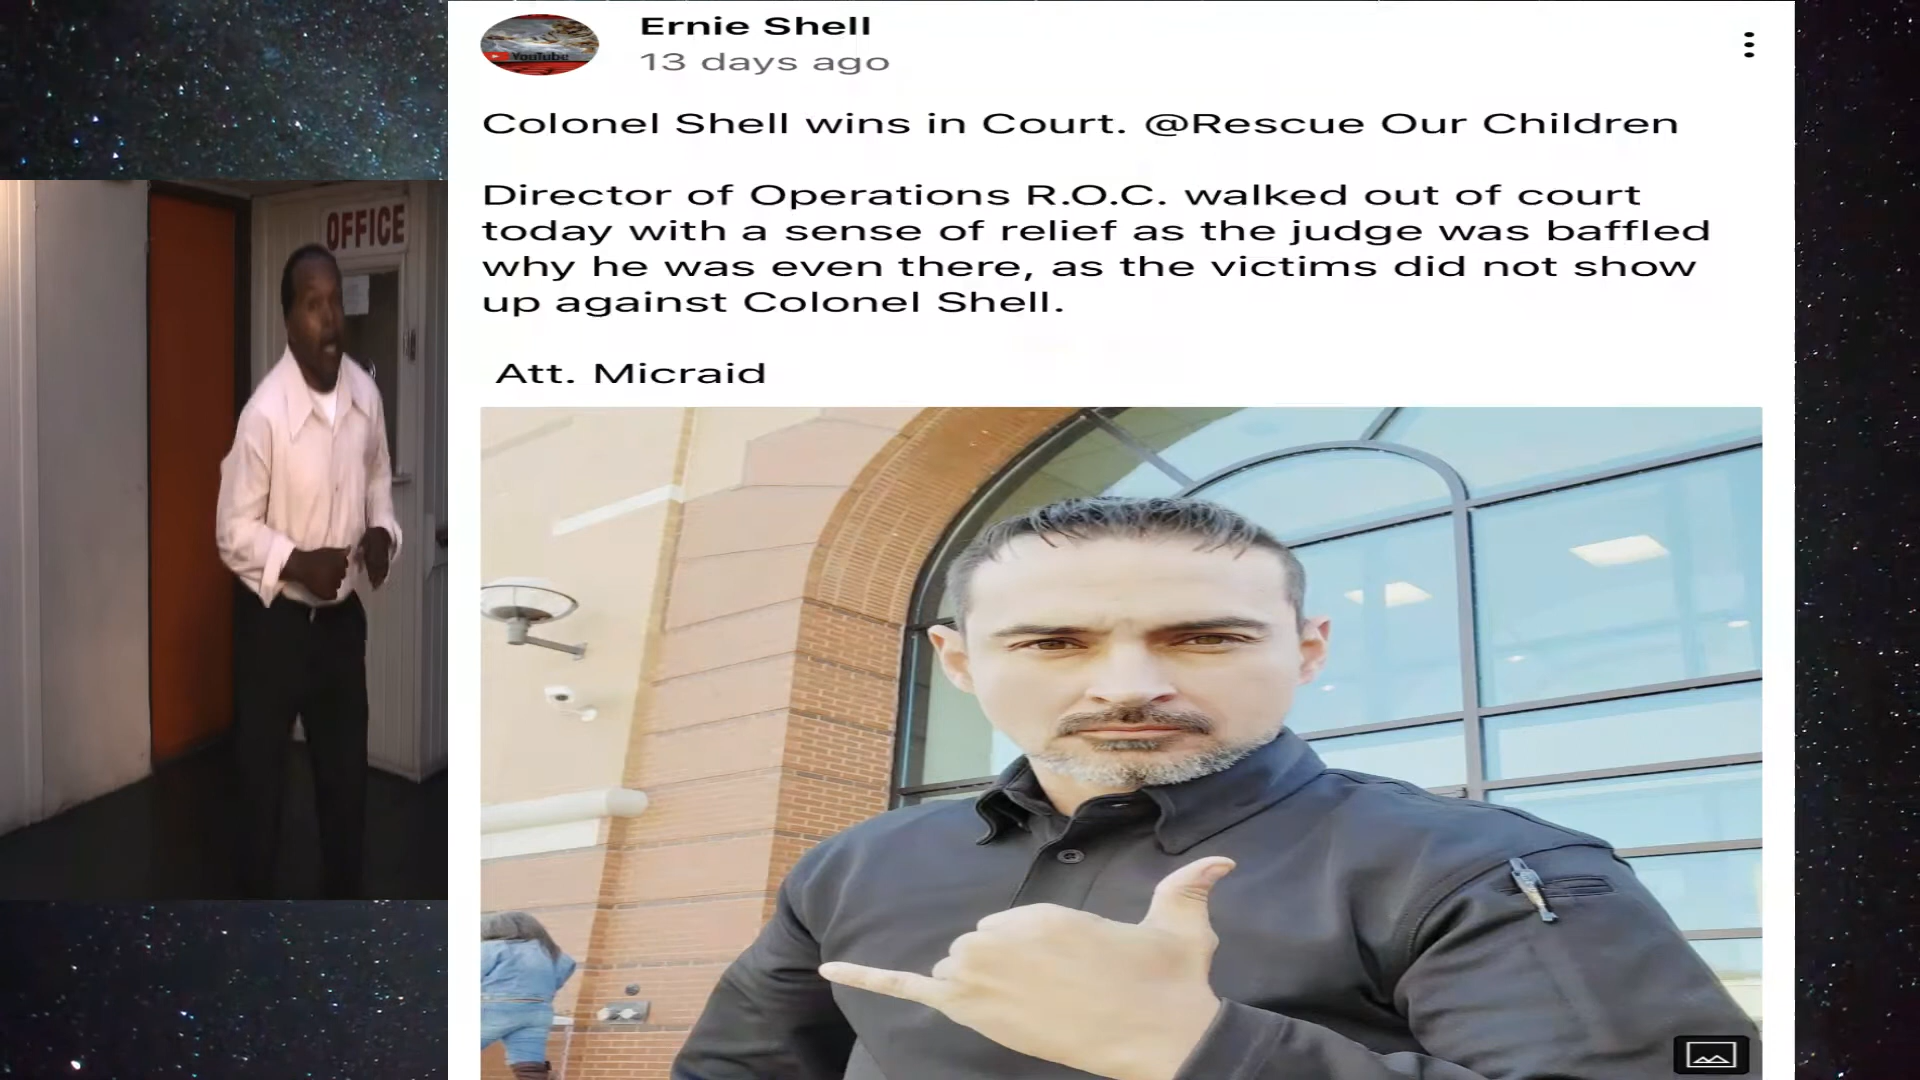 Ernie Shell
13 days ago
YouTube
Colonel Shell wins in Court. @Rescue Our Children
Director of Operations R.O.C. walked out of court
today with a sense of relief as the judge was baffled
why he was even there, as the victims did not show
up against Colonel Shell.
Att. Micraid
OFFICE